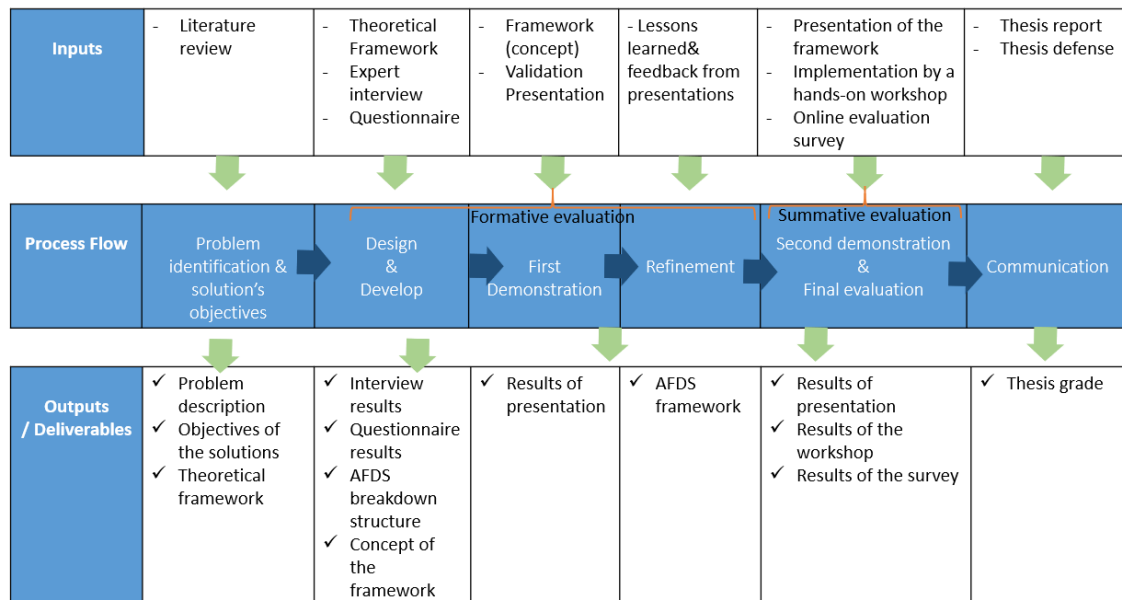 Inputs
- Literature
review
- Theoretical
Framework
- Expert
interview
- Questionnaire
- Framework
(concept)
- Validation
Presentation
- Lessons
learned&
feedback from
presentations
- Presentation of the
framework
- Implementation by a
hands-on workshop
- Online evaluation
survey
- Thesis report
- Thesis defense
Process Flow
Problem
identification &
solution's
objectives
Formative evaluation
Design
&
Develop
First
Demonstration
Refinement
Summative evaluation
Second demonstration
&
Final evaluation
Communication
Outputs
/ Deliverables
✓ Problem
description
✓ Objectives of
the solutions
✓ Theoretical
framework
✓ Interview
results
✓ Questionnaire
results
✓ AFDS
breakdown
structure
✓ Concept of
the
framework
✓ Results of
presentation
✓ AFDS
framework
✓ Results of
presentation
✓ Results of the
workshop
✓ Results of the survey
✓ Thesis grade